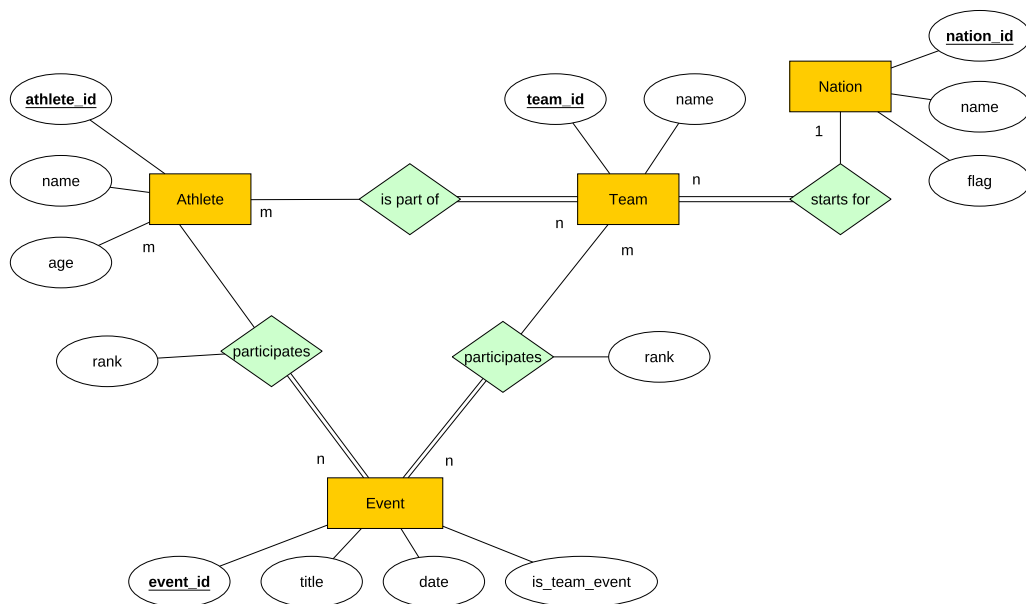 nation_id
Nation
athlete_id
team_id
name
name
1
name
n
flag
Athlete
is part of
Team
starts for
m
n
m
m
age
participates
participates
rank
rank
n
n
Event
event_id
title
date
is_team_event